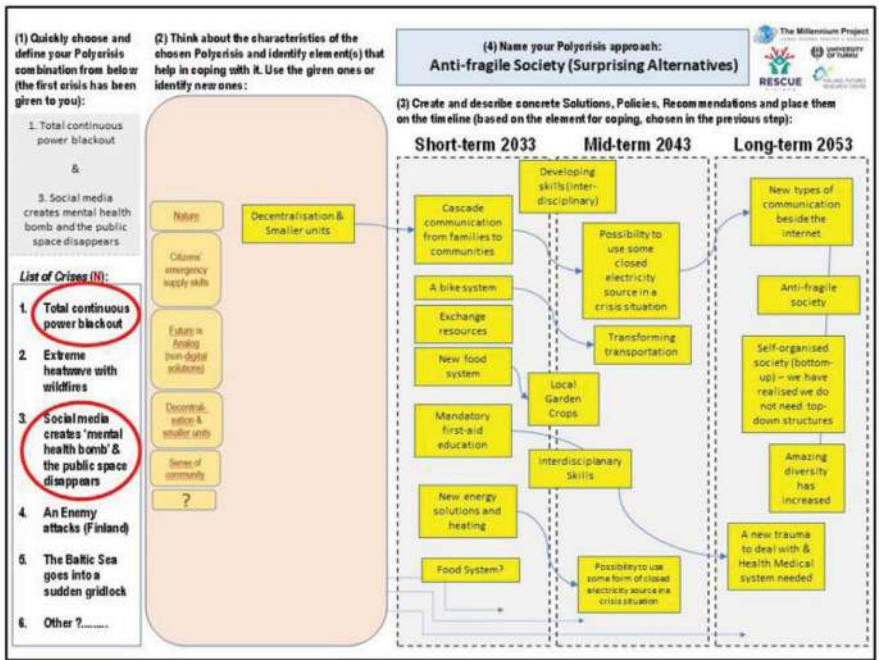 (1) Quickly choose and
define your Polycrisis
combination from below
(the first crisis has been
given to you):
1. Total continuous
power blackout
&
3. Social media
creates mental health
bomb and the public
space disappears
List of Crises (N):
1. Total continuous
power blackout
2 Extreme
heatwave with
wildfires
3. Social media
creates 'mental
health bomb' &
the public space
disappears
4 An Enemy
attacks (Finland)
5. The Baltic Sea
goes into a
sudden gridlock
6. Other ?.........
(2) Think about the characteristics of the
chosen Polycrisis and identify element(s) that
help in coping with it. Use the given ones or
identify new ones:
Nature
Citizens'
emergency
supply skills
Future is
Analog
(non-digital
solutions)
Decentrali-
sation &
smaller units
Sense of
community
?
Decentralisation &
Smaller units
(4) Name your Polycrisis approach:
Anti-fragile Society (Surprising Alternatives)
The Millennium Project
RESCUE
UNIVERSITY
OF TURKU
FINLAND FUTURES
RESEARCH CENTRE
(3) Create and describe concrete Solutions, Policies, Recommendations and place them
on the timeline (based on the element for coping, chosen in the previous step):
Short-term 2033
Mid-term 2043
Long-term 2053
Developing
skills (inter-
disciplinary)
Cascade
communication
from families to
communities
A bike system
Exchange
resources
New food
system
Local
Garden
Crops
Mandatory
first-aid
education
Interdisciplanary
Skills
New energy
solutions and
heating
Food System?
Possibility to
use some
closed
electricity
source in a
crisis situation
Transforming
transportation
Possibility to use
some form of closed
electricity source in a
crisis situation
New types of
communication
beside the
internet
Anti-fragile
society
Self-organised
society (bottom-
up) – we have
realised we do
not need top-
down structures
Amazing
diversity
has
increased
A new trauma
to deal with &
Health Medical
system needed